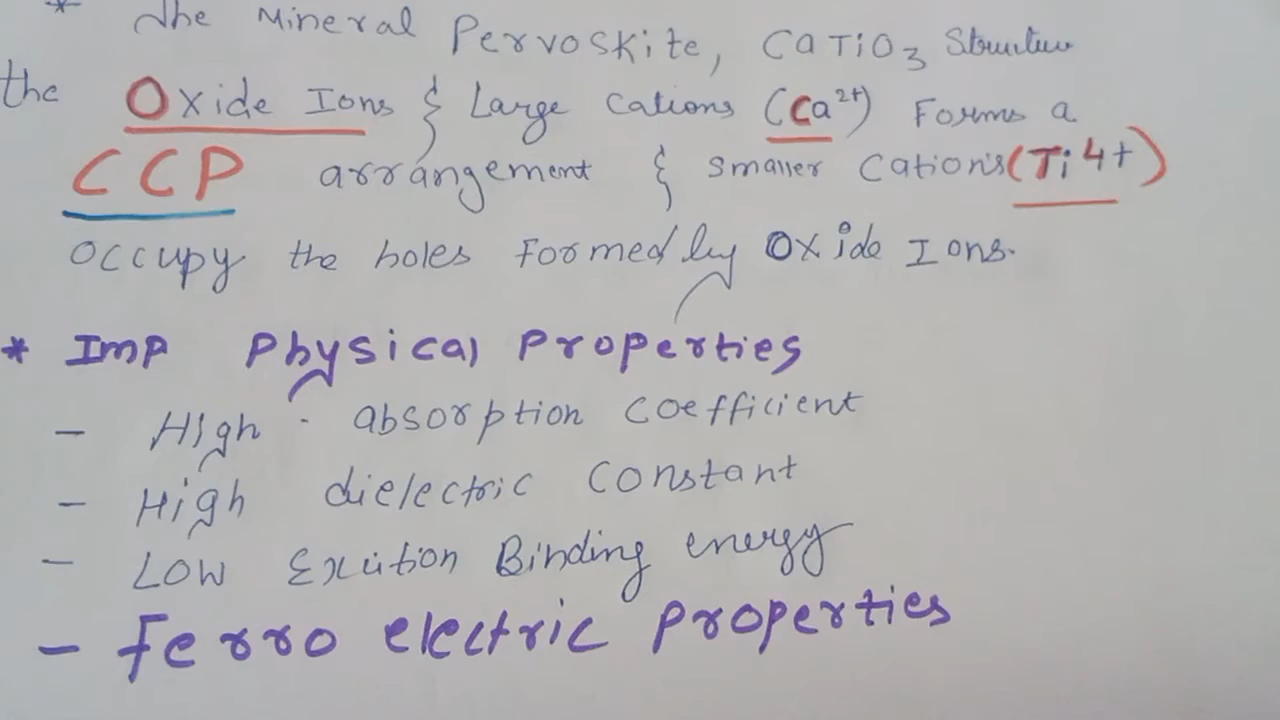 * The Mineral Pervoskite, CaTiO3 Structure
the Oxide Ions & Large Cations (Ca2+) Forms a
CCP arrangement & smaller Cation's (Ti4+)
occupy the holes Formed by Oxide Ions.
* Imp Physical Properties
- High absorption coefficient
- High dielectric constant
- Low Exution Binding energy
- Ferro electric properties